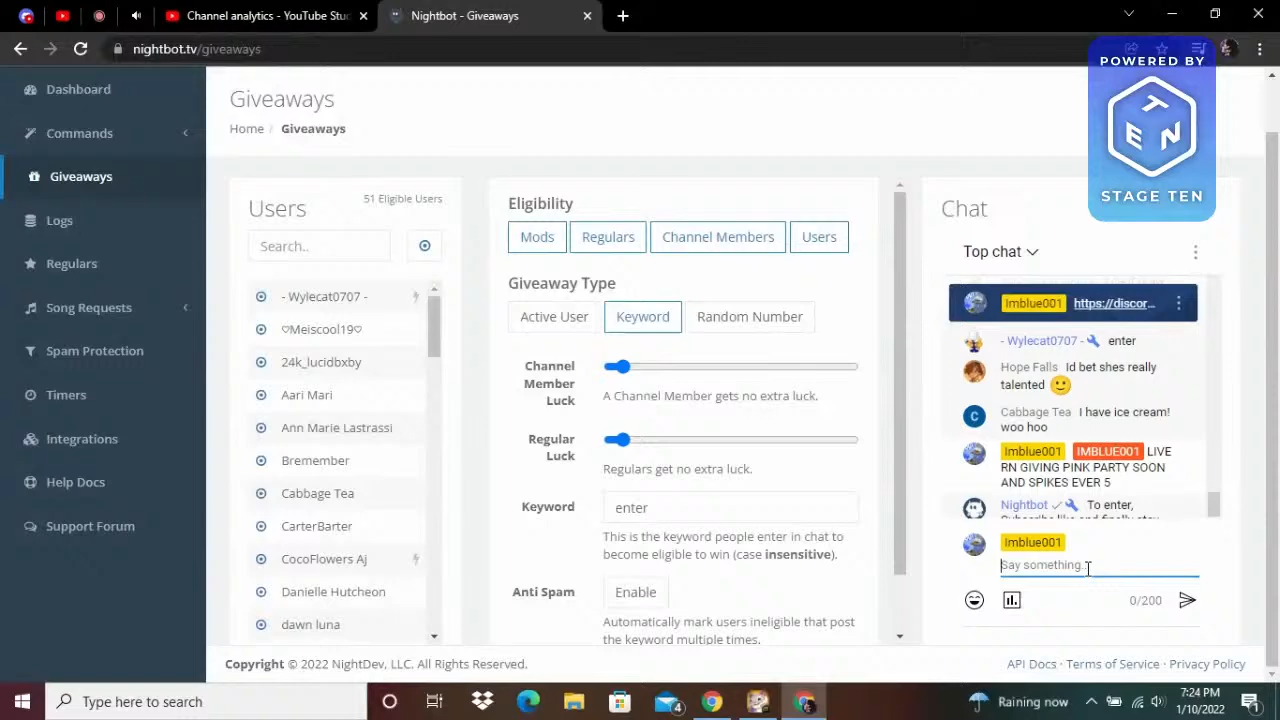 Channel analytics - YouTube Stu
Nightbot - Giveaways
nightbot.tv/giveaways
POWERED BY
TEN
STAGE TEN
Dashboard
Commands
Giveaways
Logs
Regulars
Song Requests
Spam Protection
Timers
Integrations
Help Docs
Support Forum
Giveaways
Home / Giveaways
Users
51 Eligible Users
Search..
- Wylecat0707 -
♡Meiscool19♡
24k_lucidbxby
Aari Mari
Ann Marie Lastrassi
Bremember
Cabbage Tea
CarterBarter
CocoFlowers Aj
Danielle Hutcheon
dawn luna
Eligibility
Mods Regulars Channel Members Users
Giveaway Type
Active User Keyword Random Number
Channel
Member
Luck
A Channel Member gets no extra luck.
Regular
Luck
Regulars get no extra luck.
Keyword
enter
This is the keyword people enter in chat to
become eligible to win (case insensitive).
Anti Spam
Enable
Automatically mark users ineligible that post
the keyword multiple times.
Chat
Top chat
Imblue001 https://discor...
- Wylecat0707 - enter
Hope Falls Id bet shes really
talented
C Cabbage Tea I have ice cream!
woo hoo
Imblue001 IMBLUE001 LIVE
RN GIVING PINK PARTY SOON
AND SPIKES EVER 5
Nightbot To enter,
Subscribe like and finally stay
Imblue001
Say something...
0/200
Copyright © 2022 NightDev, LLC. All Rights Reserved.
API Docs · Terms of Service · Privacy Policy
Type here to search
4
Raining now
7:24 PM
1/10/2022
1